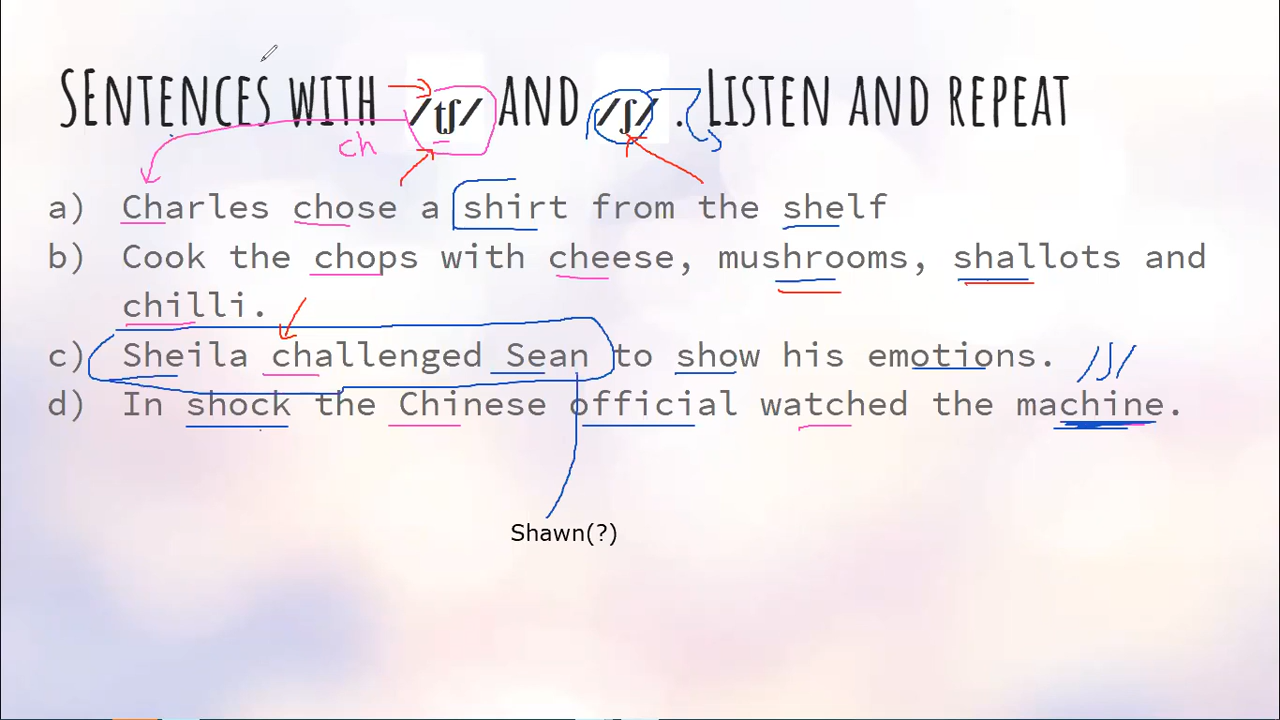 SENTENCES WITH /tʃ/ AND /ʃ/. LISTEN AND REPEAT
ch
a) Charles chose a shirt from the shelf
b) Cook the chops with cheese, mushrooms, shallots and
chilli.
c) Sheila challenged Sean to show his emotions. /ʃ/
d) In shock the Chinese official watched the machine.
Shawn(?)